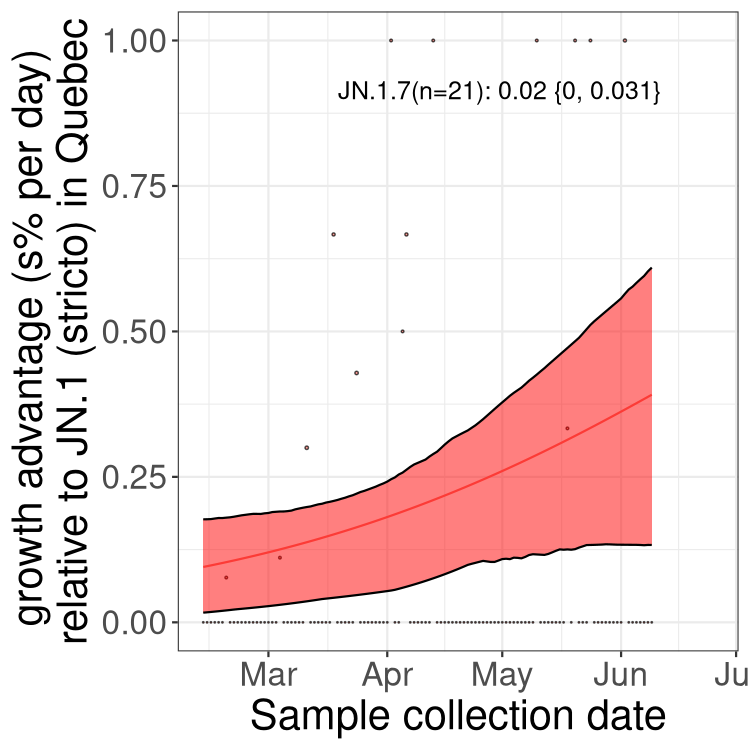 growth advantage (s% per day)
relative to JN.1 (stricto) in Quebec
1.00
0.75
0.50
0.25
0.00
JN.1.7(n=21): 0.02 {0, 0.031}
Mar Apr May Jun Ju
Sample collection date